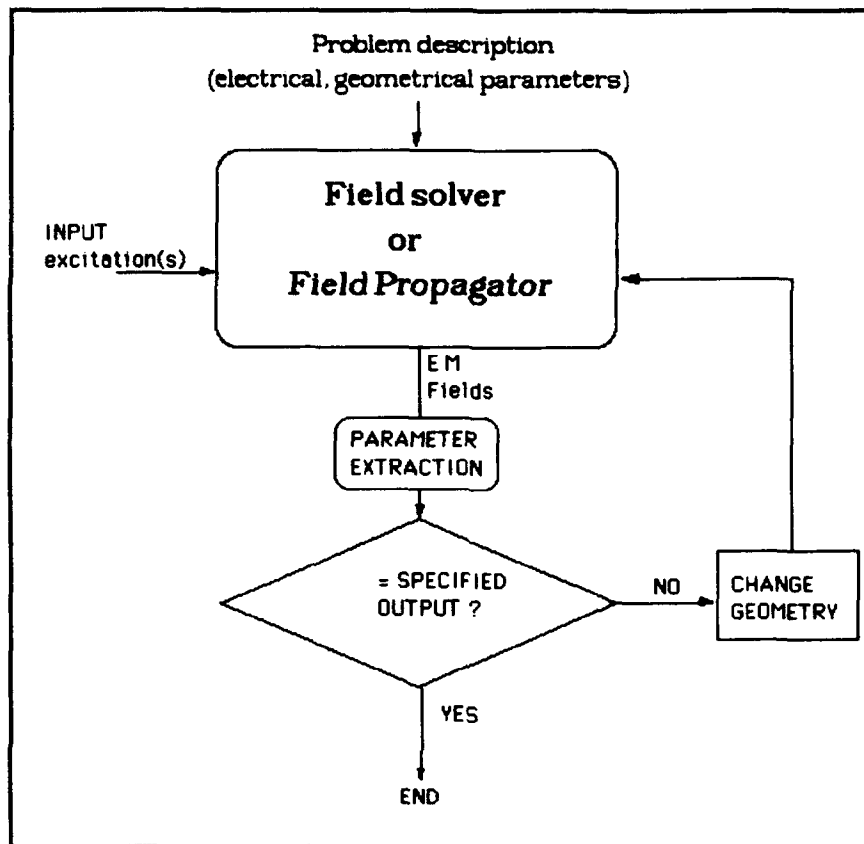 Problem description
(electrical, geometrical parameters)
Field solver
or
Field Propagator
INPUT
excitation(s)
EM
Fields
PARAMETER
EXTRACTION
= SPECIFIED
OUTPUT ?
NO
CHANGE
GEOMETRY
YES
END